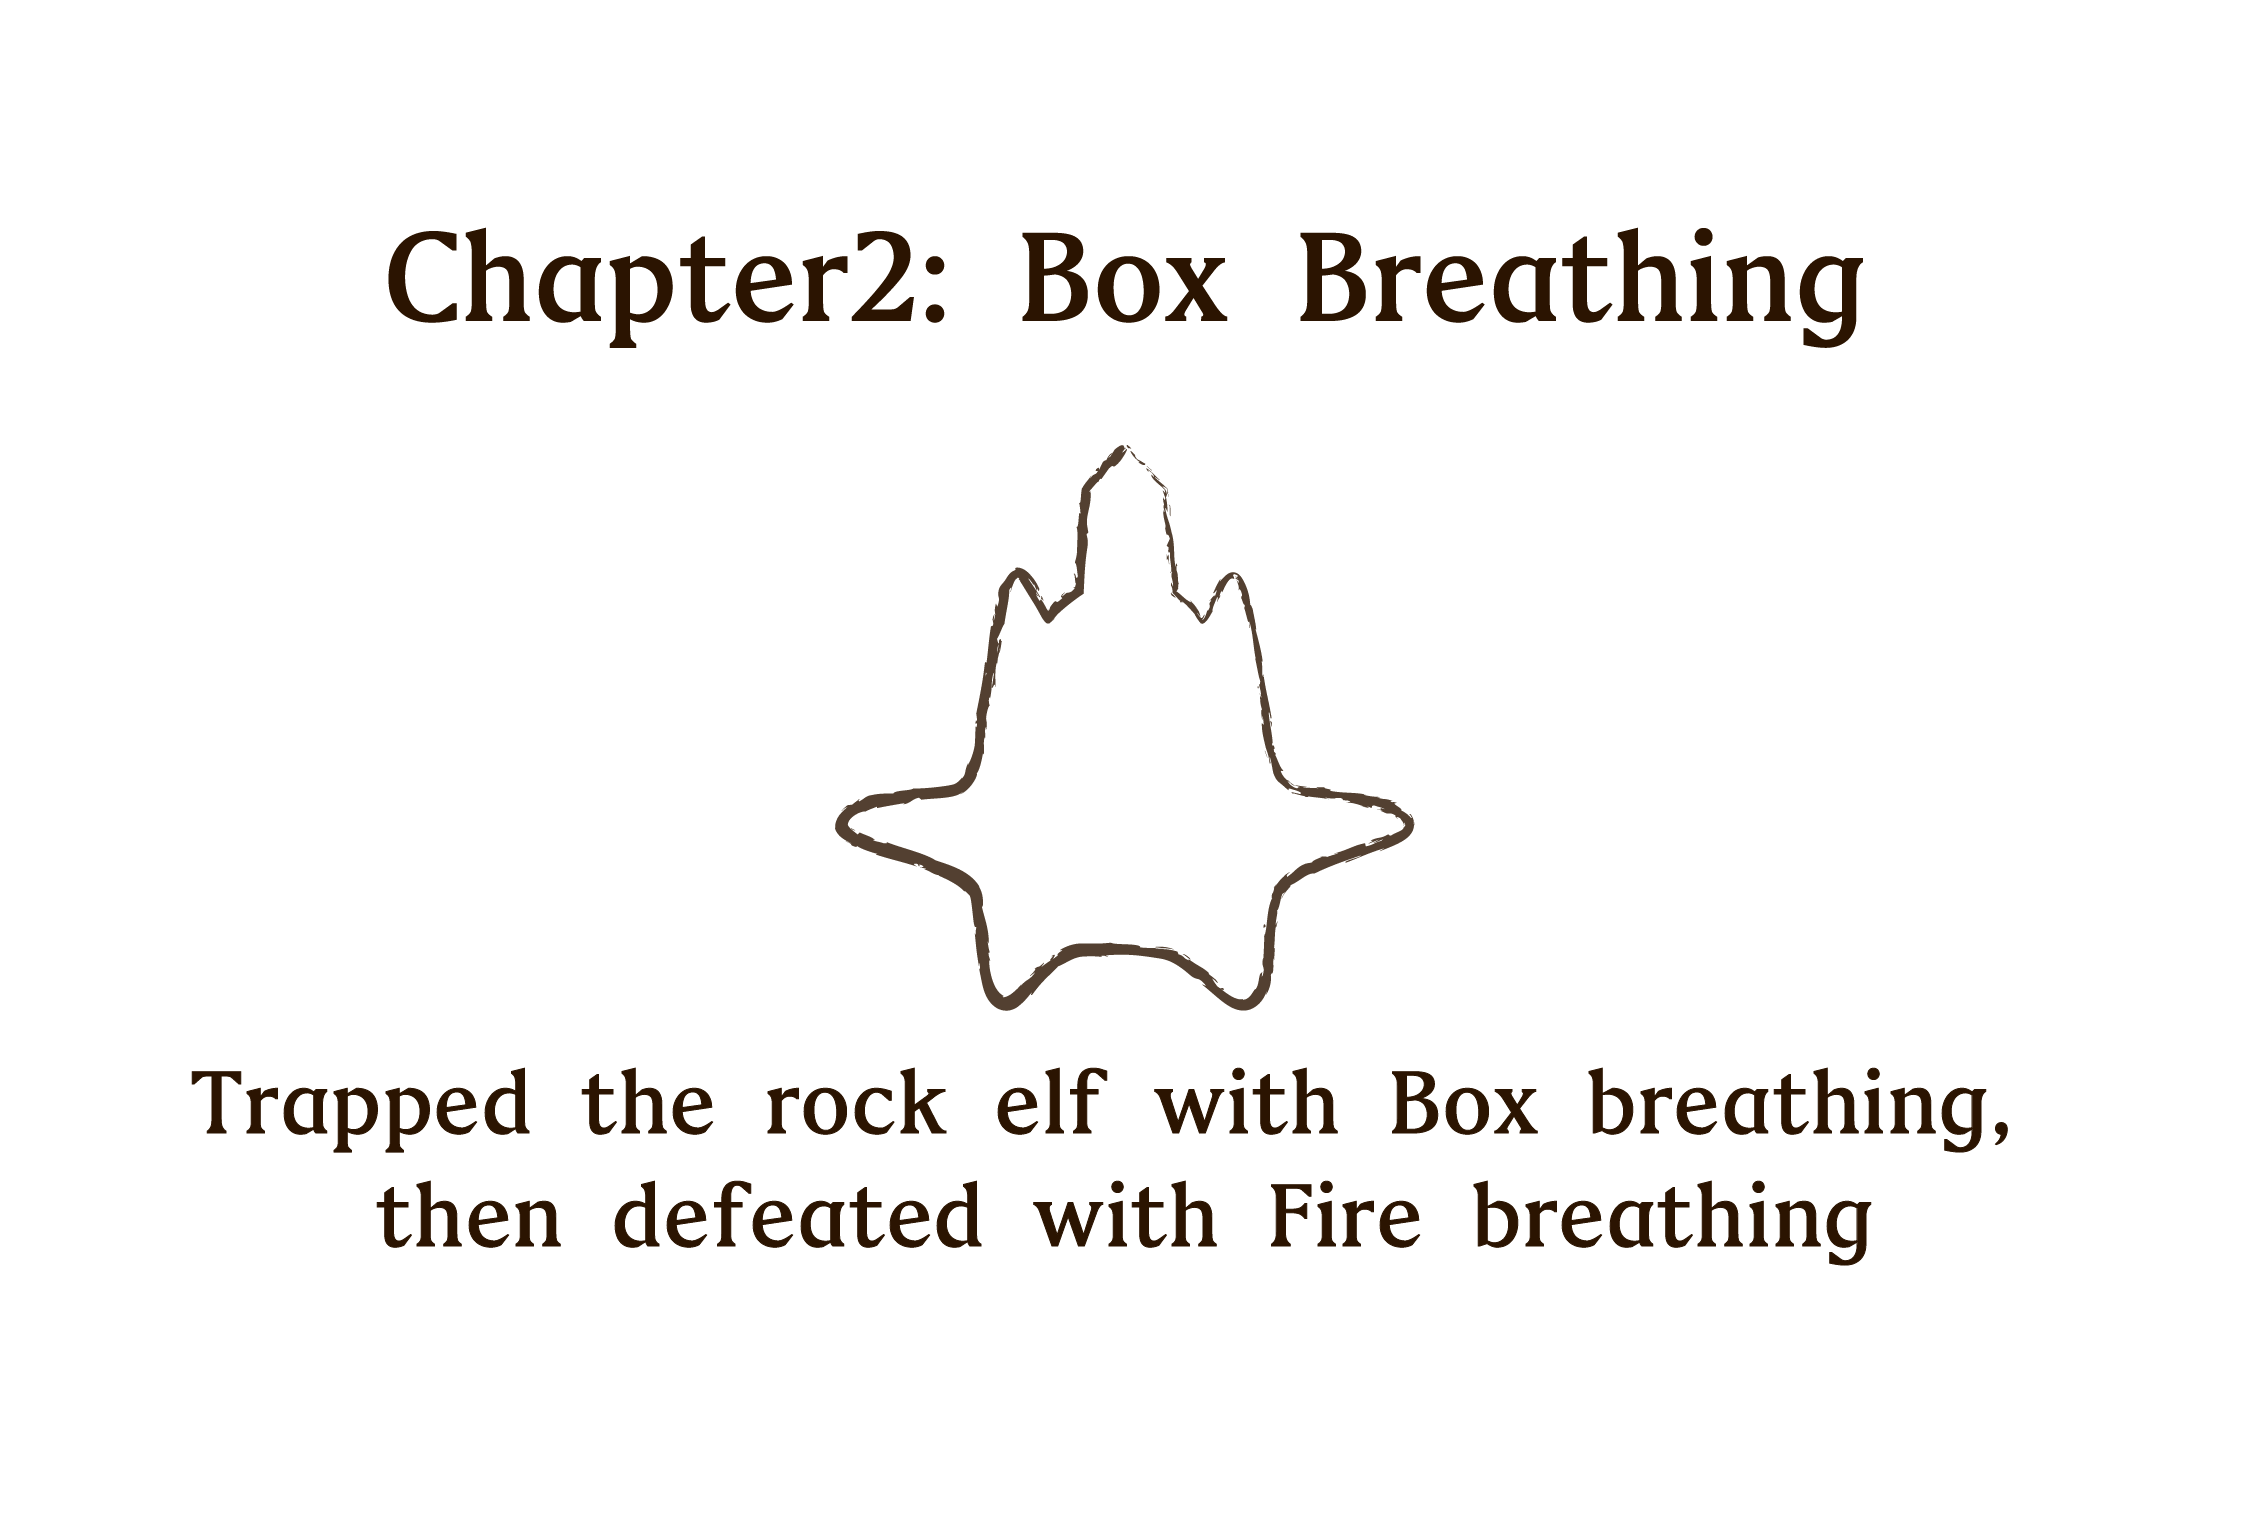 Chapter2: Box Breathing
Trapped the rock elf with Box breathing,
then defeated with Fire breathing